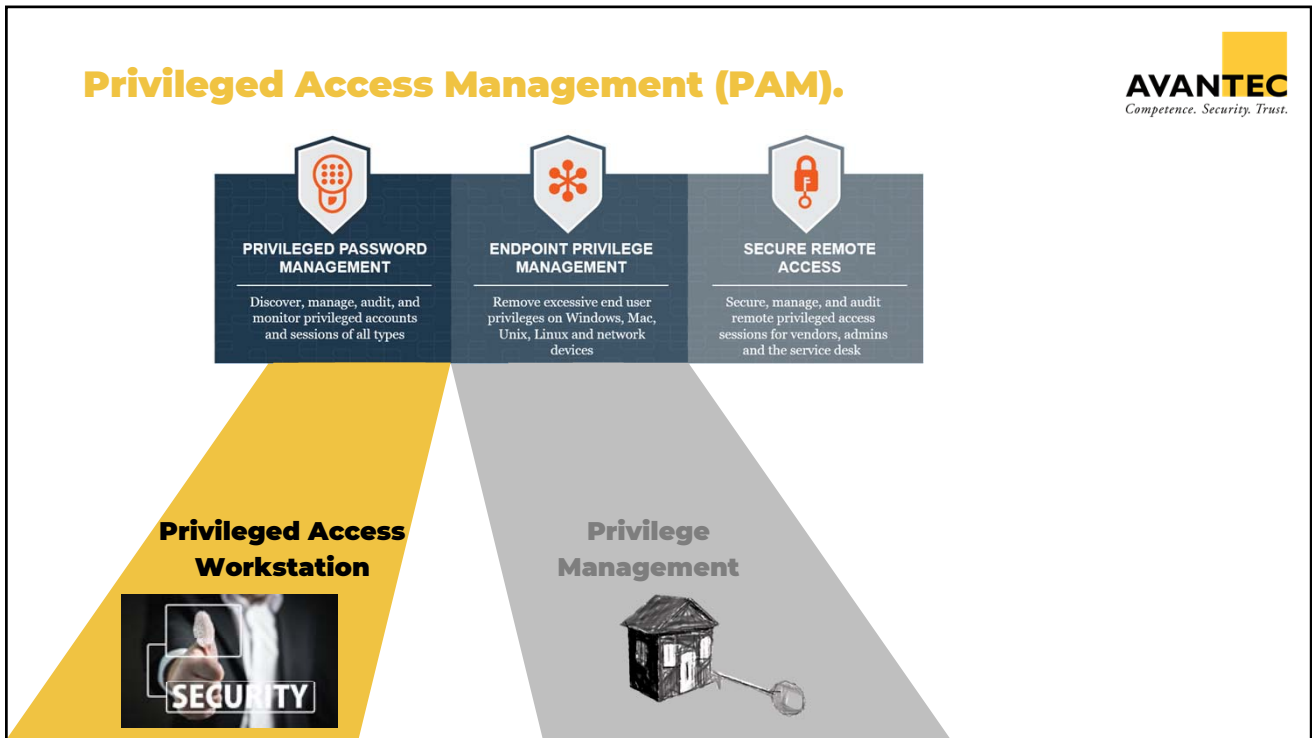 Privileged Access Management (PAM).
AVANTEC
Competence. Security. Trust.
PRIVILEGED PASSWORD
MANAGEMENT
Discover, manage, audit, and
monitor privileged accounts
and sessions of all types
ENDPOINT PRIVILEGE
MANAGEMENT
Remove excessive end user
privileges on Windows, Mac,
Unix, Linux and network
devices
SECURE REMOTE
ACCESS
Secure, manage, and audit
remote privileged access
sessions for vendors, admins
and the service desk
Privileged Access
Workstation
SECURITY
Privilege
Management